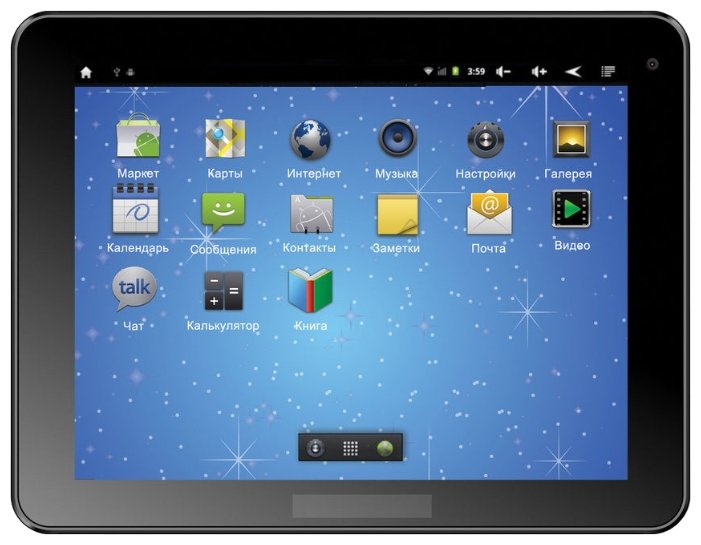 3:59
Маркет
Карты
Интернет
Музыка
Настройки
Галерея
Календарь
Сообщения
Контакты
Заметки
Почта
Видео
talk
Чат
Калькулятор
Книга